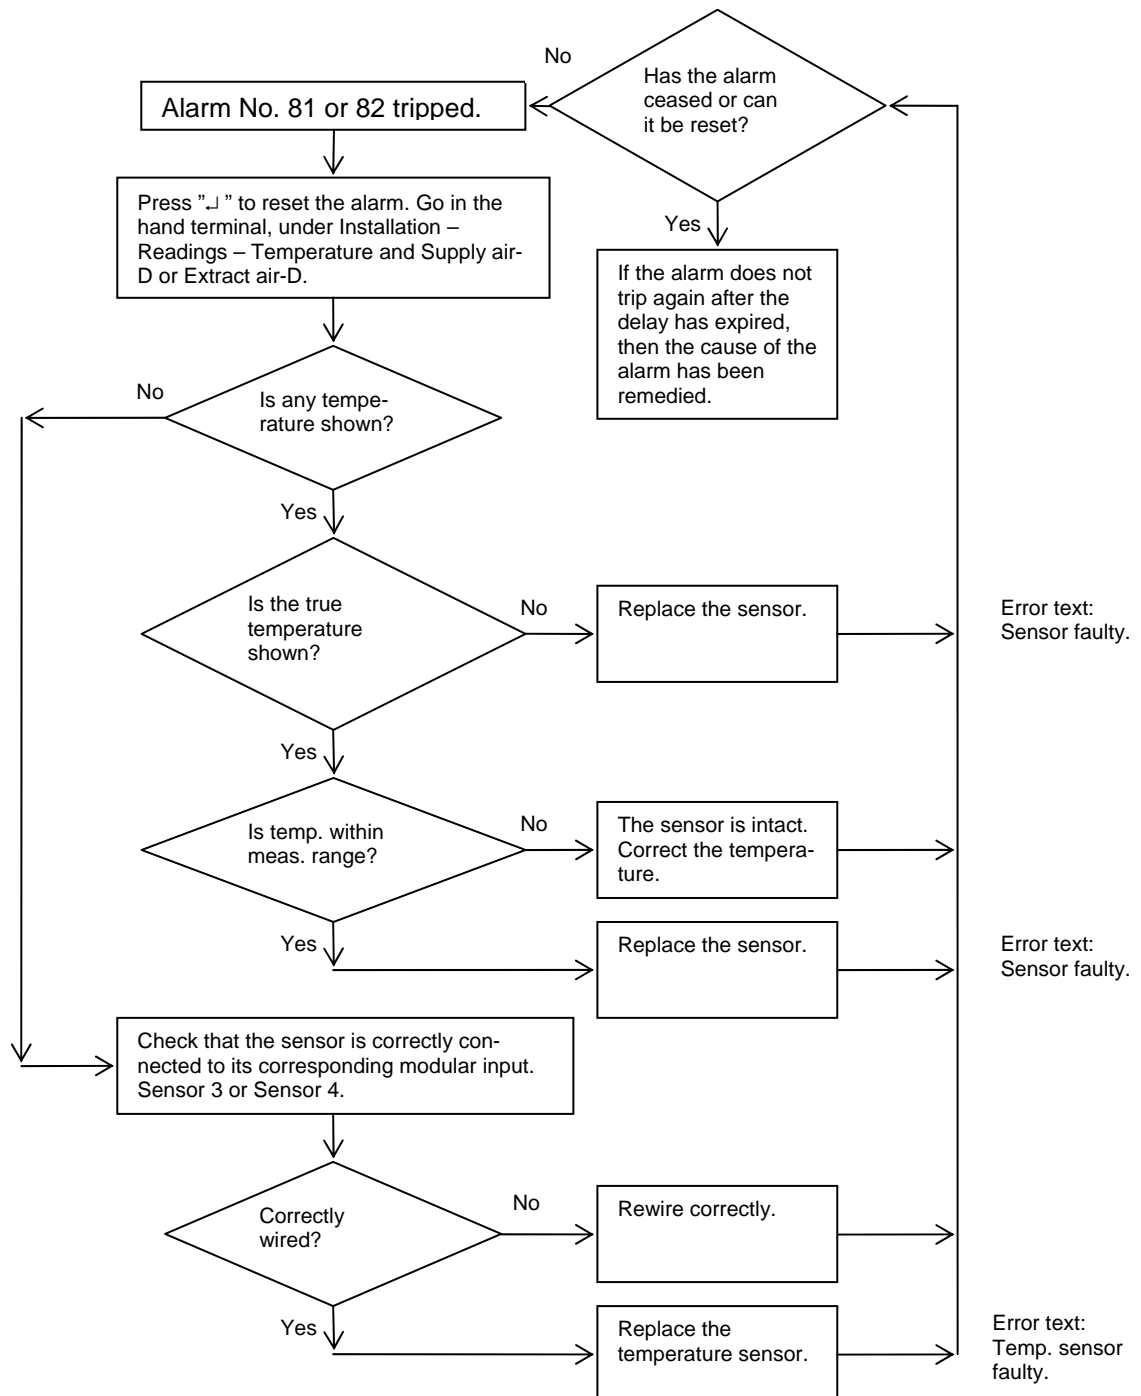 No
Has the alarm
ceased or can
it be reset?
Alarm No. 81 or 82 tripped.
Press ”↵ ” to reset the alarm. Go in the
hand terminal, under Installation –
Readings – Temperature and Supply air-
D or Extract air-D.
Yes
If the alarm does not
trip again after the
delay has expired,
then the cause of the
alarm has been
remedied.
No
Is any tempe-
rature shown?
Yes
Is the true
temperature
shown?
No
Replace the sensor.
Error text:
Sensor faulty.
Yes
Is temp. within
meas. range?
No
The sensor is intact.
Correct the tempera-
ture.
Yes
Replace the sensor.
Error text:
Sensor faulty.
Check that the sensor is correctly con-
nected to its corresponding modular input.
Sensor 3 or Sensor 4.
Correctly
wired?
No
Rewire correctly.
Yes
Replace the
temperature sensor.
Error text:
Temp. sensor
faulty.